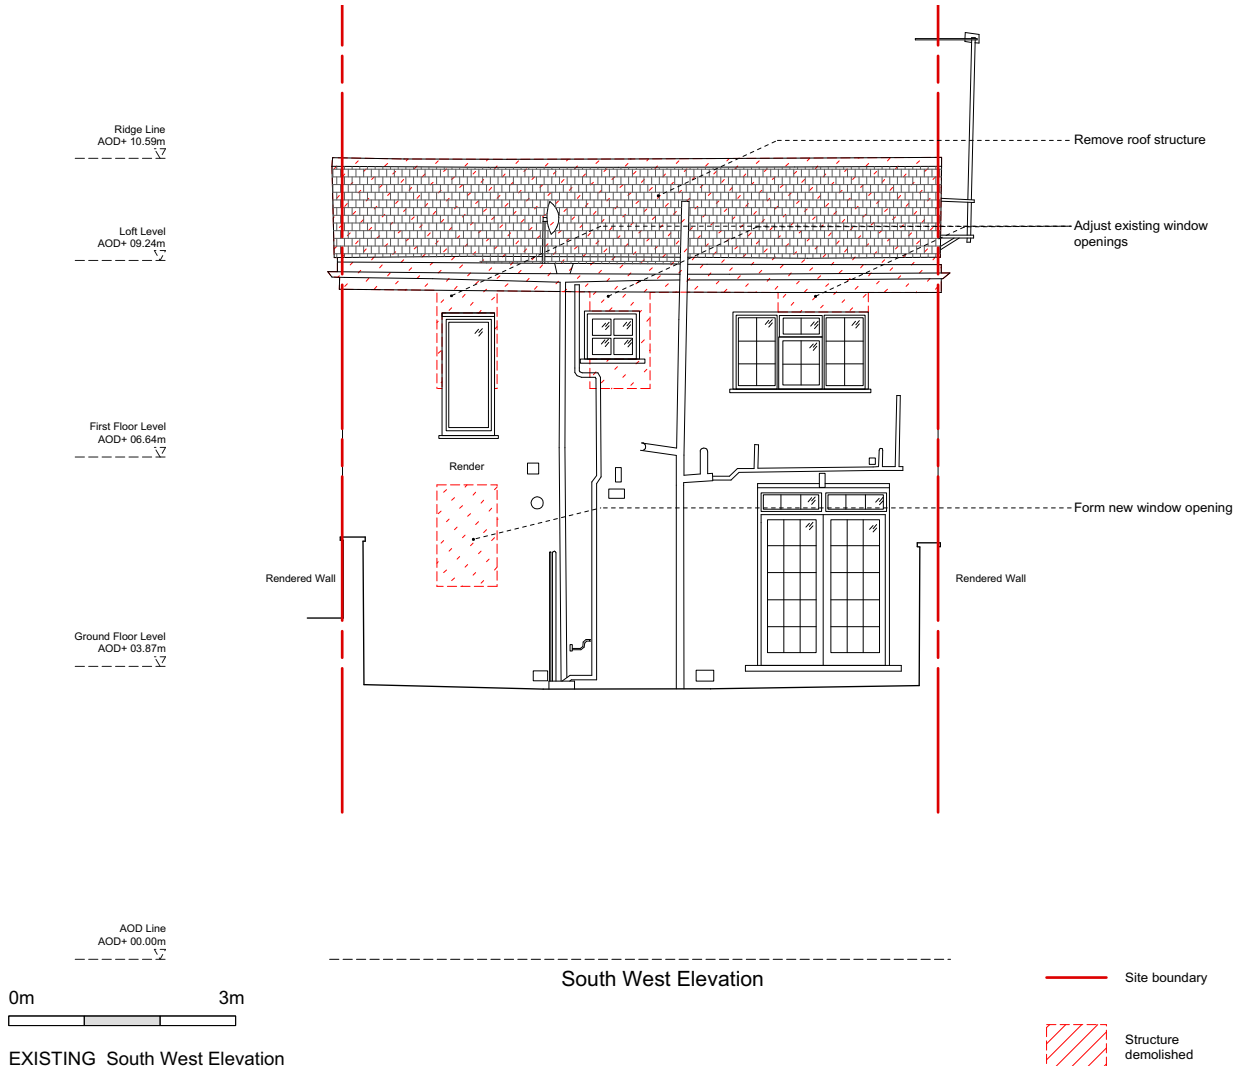 Ridge Line
AOD+ 10.59m
Remove roof structure
Loft Level
AOD+ 09.24m
Adjust existing window
openings
First Floor Level
AOD+ 06.64m
Render
Form new window opening
Rendered Wall
Rendered Wall
Ground Floor Level
AOD+ 03.87m
AOD Line
AOD+ 00.00m
South West Elevation
Site boundary
0m 3m
Structure
demolished
EXISTING South West Elevation